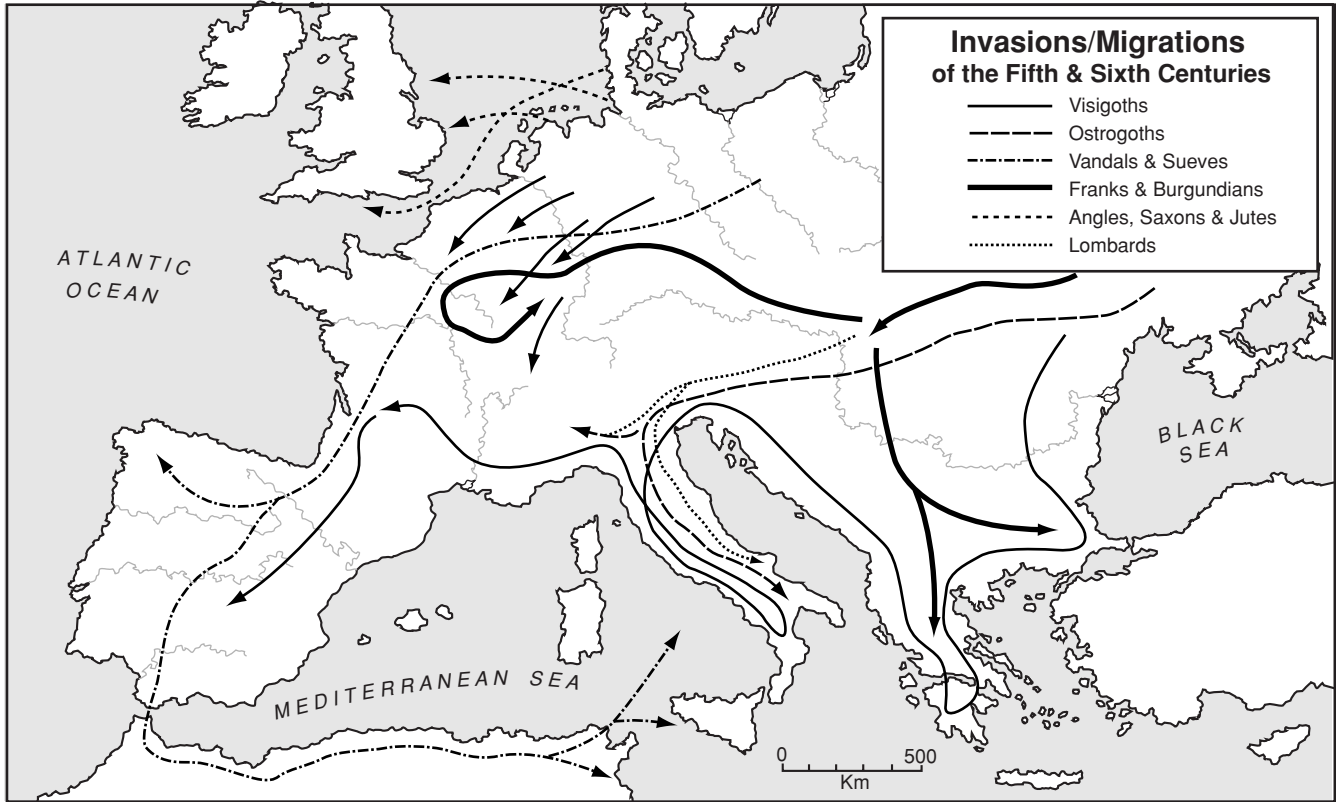 Invasions/Migrations
of the Fifth & Sixth Centuries
Visigoths
Ostrogoths
Vandals & Sueves
Franks & Burgundians
Angles, Saxons & Jutes
Lombards
ATLANTIC
OCEAN
BLACK
SEA
MEDITERRANEAN SEA
0 500
Km